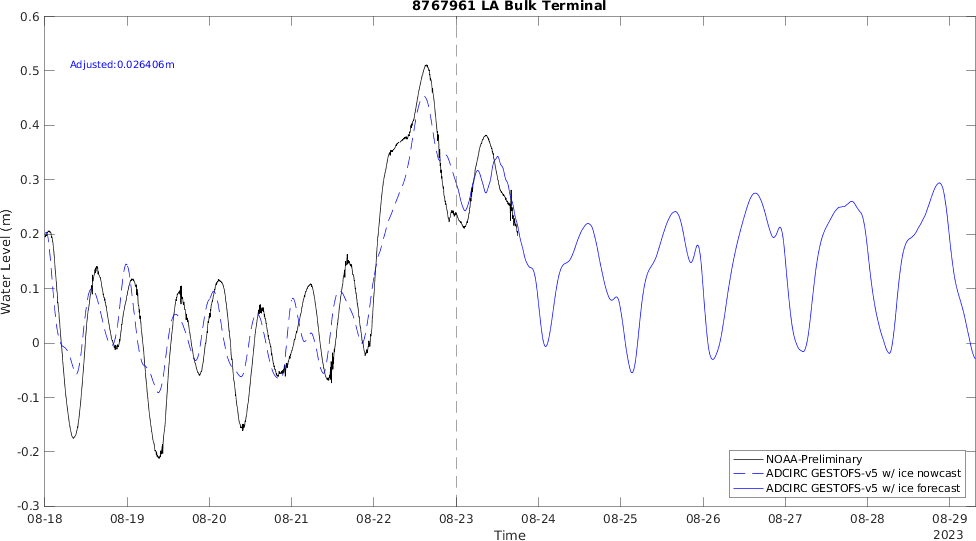 8767961 LA Bulk Terminal
Adjusted:0.026406m
Water Level (m)
0.6
0.5
0.4
0.3
0.2
0.1
0
-0.1
-0.2
-0.3
NOAA-Preliminary
ADCIRC GESTOFS-v5 w/ ice nowcast
ADCIRC GESTOFS-v5 w/ ice forecast
08-18 08-19 08-20 08-21 08-22 08-23 08-24 08-25 08-26 08-27 08-28 08-29
2023
Time